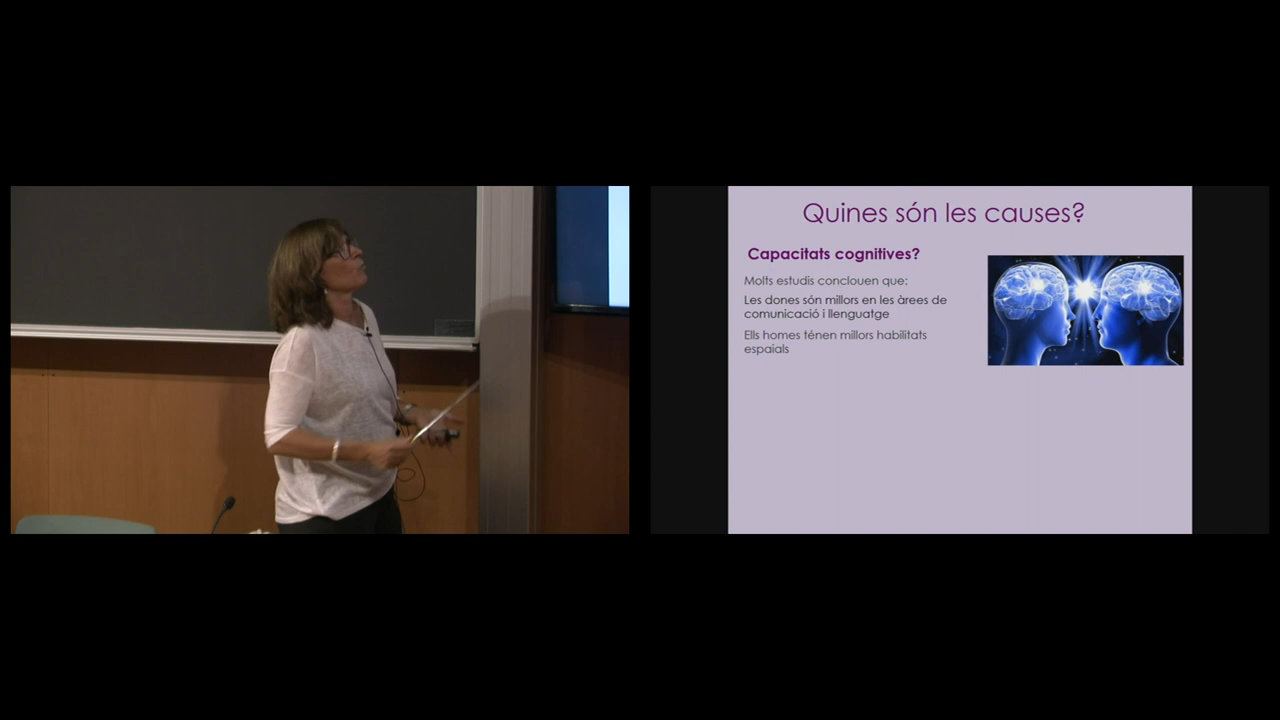 Quines són les causes?
Capacitats cognitives?
Molts estudis conclouen que:
Les dones són millors en les àrees de
comunicació i llenguatge
Ells homes ténen millors habilitats
espaials